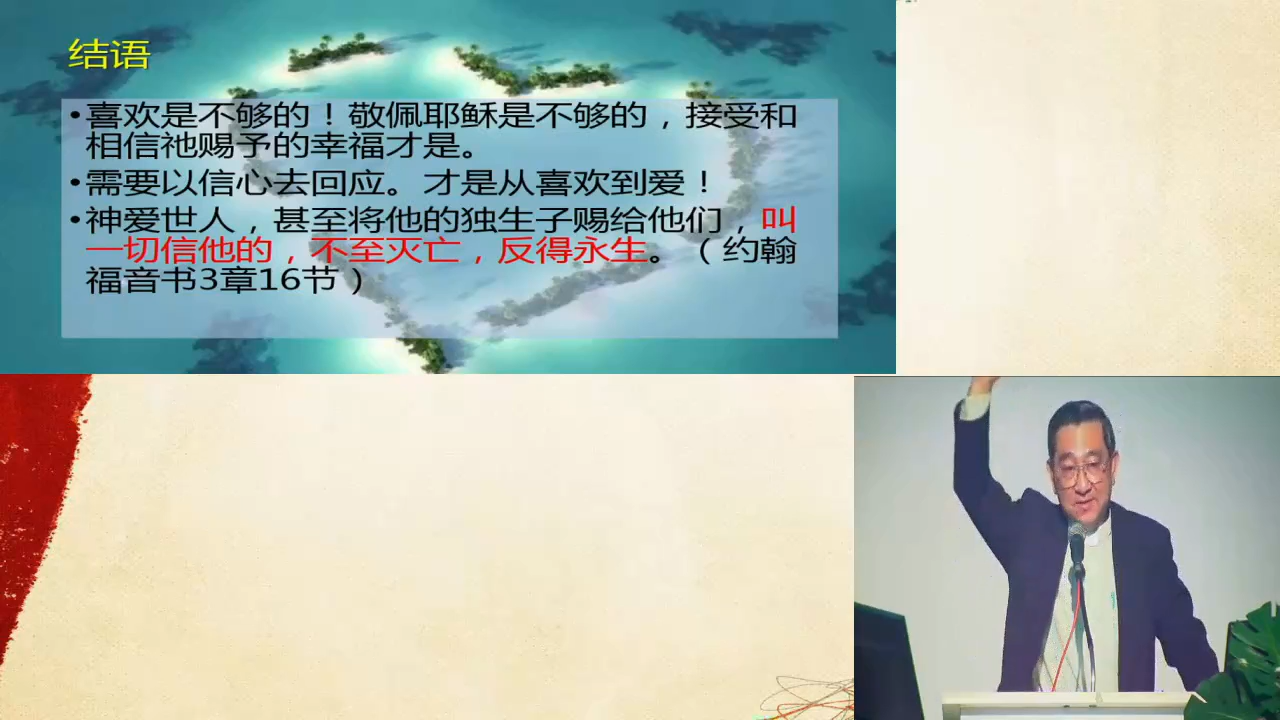 结语
•喜欢是不够的！敬佩耶稣是不够的，接受和
相信祂赐予的幸福才是。
•需要以信心去回应。才是从喜欢到爱！
•神爱世人，甚至将他的独生子赐给他们，叫
一切信他的，不至灭亡，反得永生。（约翰
福音书3章16节）